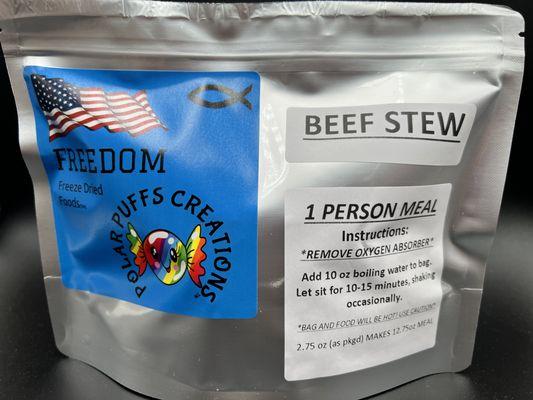 FREEDOM
Freeze Dried
Foods
POLAR PUFFS CREATIONS
BEEF STEW
1 PERSON MEAL
Instructions:
*REMOVE OXYGEN ABSORBER*
Add 10 oz boiling water to bag.
Let sit for 10-15 minutes, shaking
occasionally.
*BAG AND FOOD WILL BE HOT! USE CAUTION*
2.75 oz (as pkgd) MAKES 12.75oz MEAL